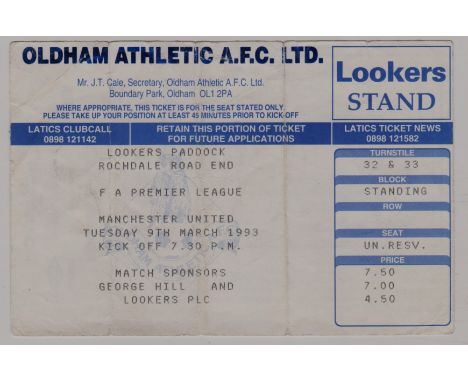 OLDHAM ATHLETIC A.F.C. LTD.
Mr. J.T. Cale, Secretary, Oldham Athletic A.F.C. Ltd.
Boundary Park, Oldham OL1 2PA
WHERE APPROPRIATE, THIS TICKET IS FOR THE SEAT STATED ONLY.
PLEASE TAKE UP YOUR POSITION AT LEAST 45 MINUTES PRIOR TO KICK-OFF
Lookers
STAND
LATICS CLUBCALL
0898 121142
RETAIN THIS PORTION OF TICKET
FOR FUTURE APPLICATIONS
LATICS TICKET NEWS
0898 121582
LOOKERS PADDOCK
ROCHDALE ROAD END
F A PREMIER LEAGUE
MANCHESTER UNITED
TUESDAY 9TH MARCH 1993
KICK OFF 7.30 P.M.
MATCH SPONSORS
GEORGE HILL AND
LOOKERS PLC
TURNSTILE
32 & 33
BLOCK
STANDING
ROW
SEAT
UN.RESV.
PRICE
7.50
7.00
4.50